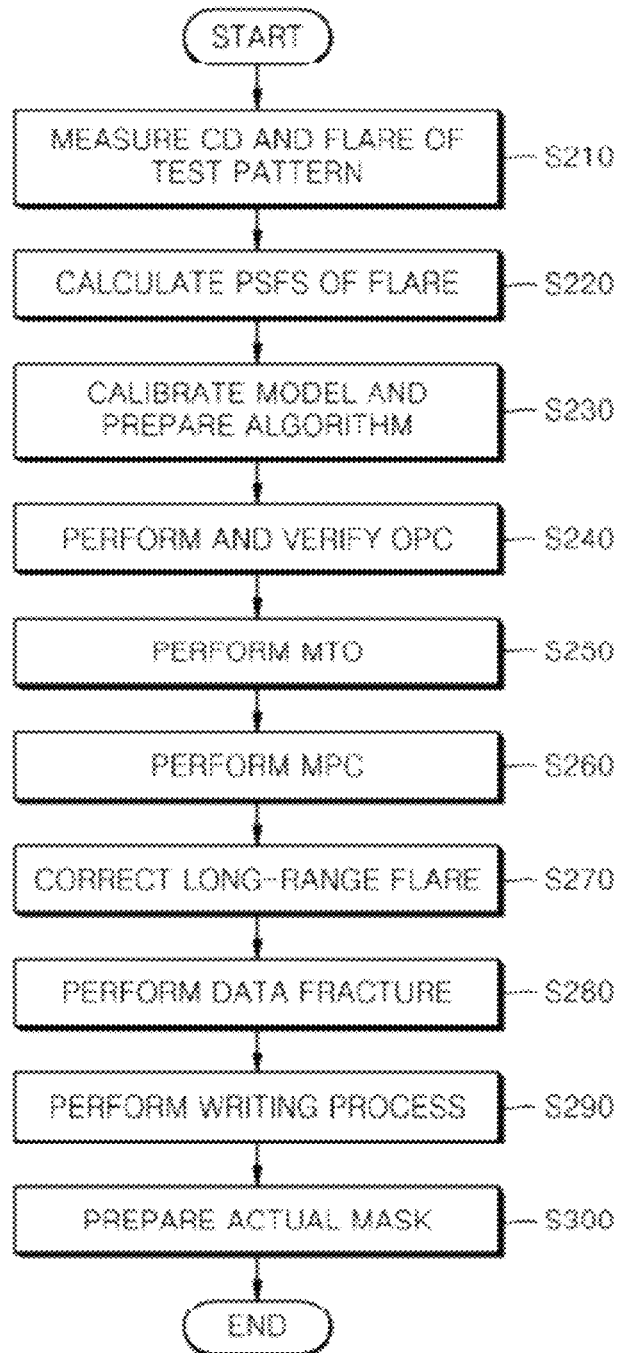 START
MEASURE CD AND FLARE OF
TEST PATTERN
S210
CALCULATE PSFS OF FLARE
S220
CALIBRATE MODEL AND
PREPARE ALGORITHM
S230
PERFORM AND VERIFY OPC
S240
PERFORM MTO
S250
PERFORM MPC
S260
CORRECT LONG-RANGE FLARE
S270
PERFORM DATA FRACTURE
S280
PERFORM WRITING PROCESS
S290
PREPARE ACTUAL MASK
S300
END